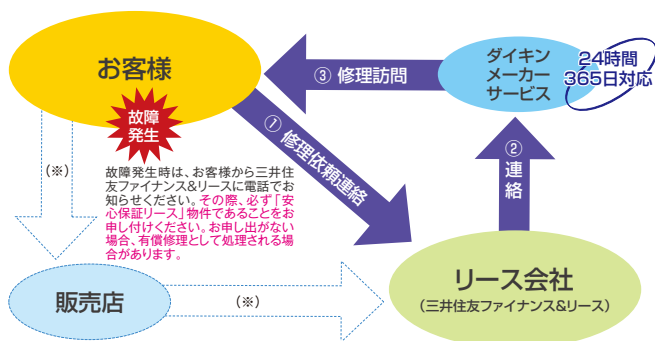 お客様
故障
発生
③ 修理訪問
ダイキン
メーカー
サービス
24時間
365日対応
① 修理依頼連絡
②連絡
(※)
故障発生時は、お客様から三井住
友ファイナンス&リースに電話でお
知らせください。その際、必ず「安
心保証リース」物件であることをお
申し付けください。お申し出がない
場合、有償修理として処理される場
合があります。
販売店
(※)
リース会社
(三井住友ファイナンス&リース)